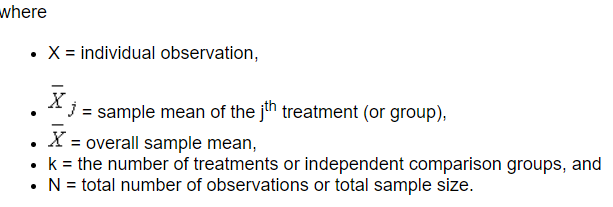 where
• X = individual observation,
• X̅ j = sample mean of the jth treatment (or group),
• X̅ = overall sample mean,
• k = the number of treatments or independent comparison groups, and
• N = total number of observations or total sample size.